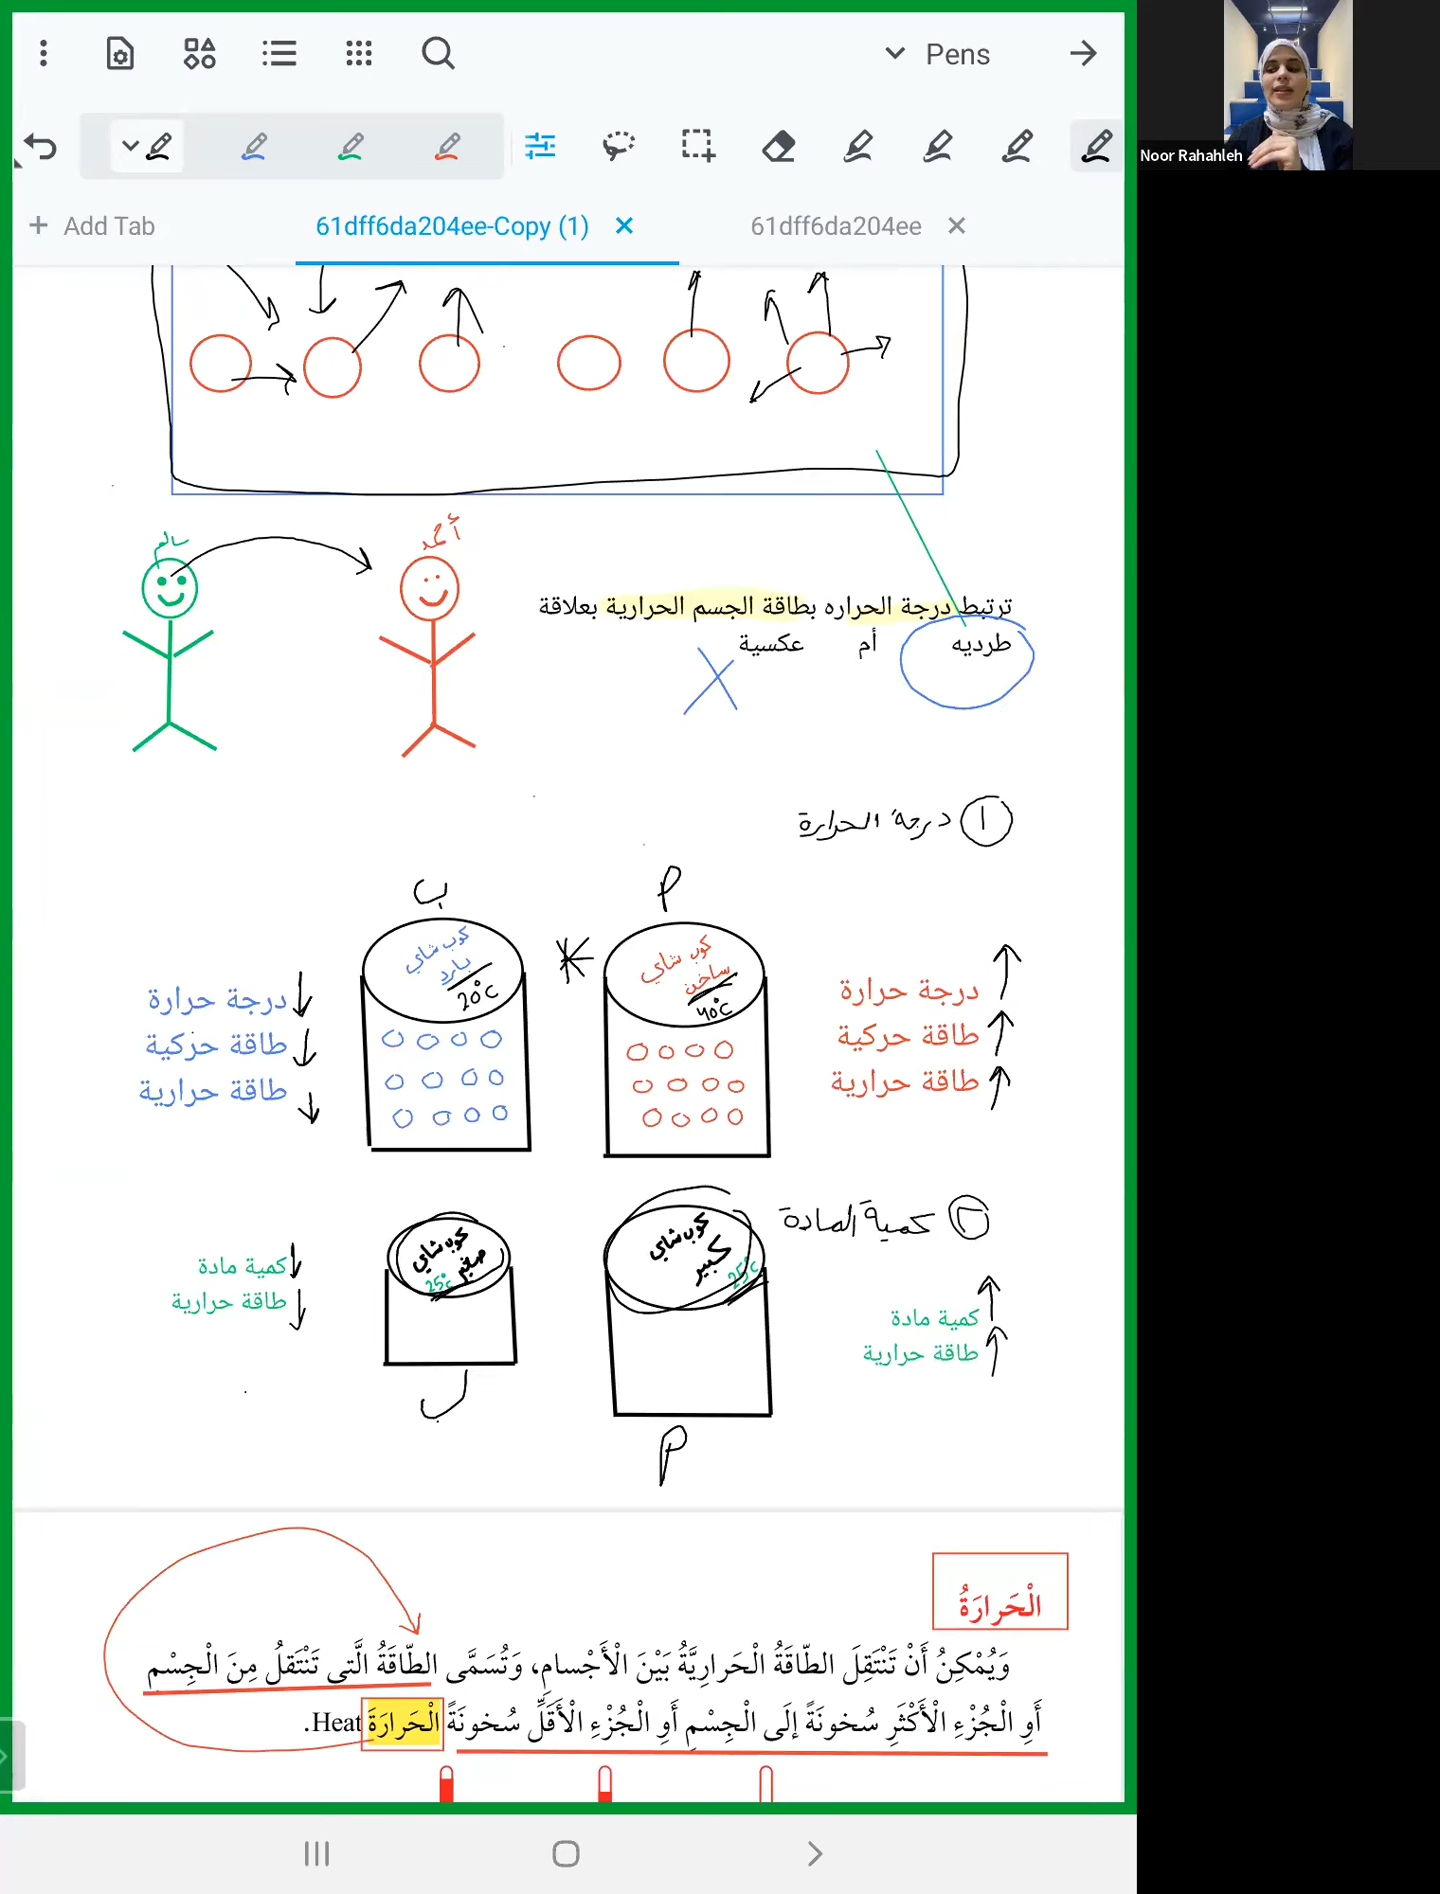 Pens
Noor Rahahleh
Add Tab
61dff6da204ee-Copy (1)
61dff6da204ee
سالم
أحمد
ترتبط درجة الحراره بطاقة الجسم الحرارية بعلاقة
طرديه أم عكسية
١ درجة الحرارة
أ
ب
كوب شاي
ساخن
40°C
كوب شاي
بارد
20°C
درجة حرارة
طاقة حركية
طاقة حرارية
درجة حرارة
طاقة حركية
طاقة حرارية
٢ كمية المادة
كوب شاي
كبير
25°C
كوب شاي
صغير
25°C
كمية مادة
طاقة حرارية
كمية مادة
طاقة حرارية
أ
ب
الْحَرارَةُ
وَيُمْكِنُ أَنْ تَنْتَقِلَ الطّاقَةُ الْحَرارِيَّةُ بَيْنَ الْأَجْسامِ، وَتُسَمَّى الطّاقَةُ الَّتي تَنْتَقلُ مِنَ الْجِسْمِ
أَوِ الْجُزْءِ الْأَكْثَرِ سُخونَةً إلَى الْجِسْمِ أَوِ الْجُزْءِ الْأَقَلِّ سُخونَةً الْحَرارَةَ Heat.